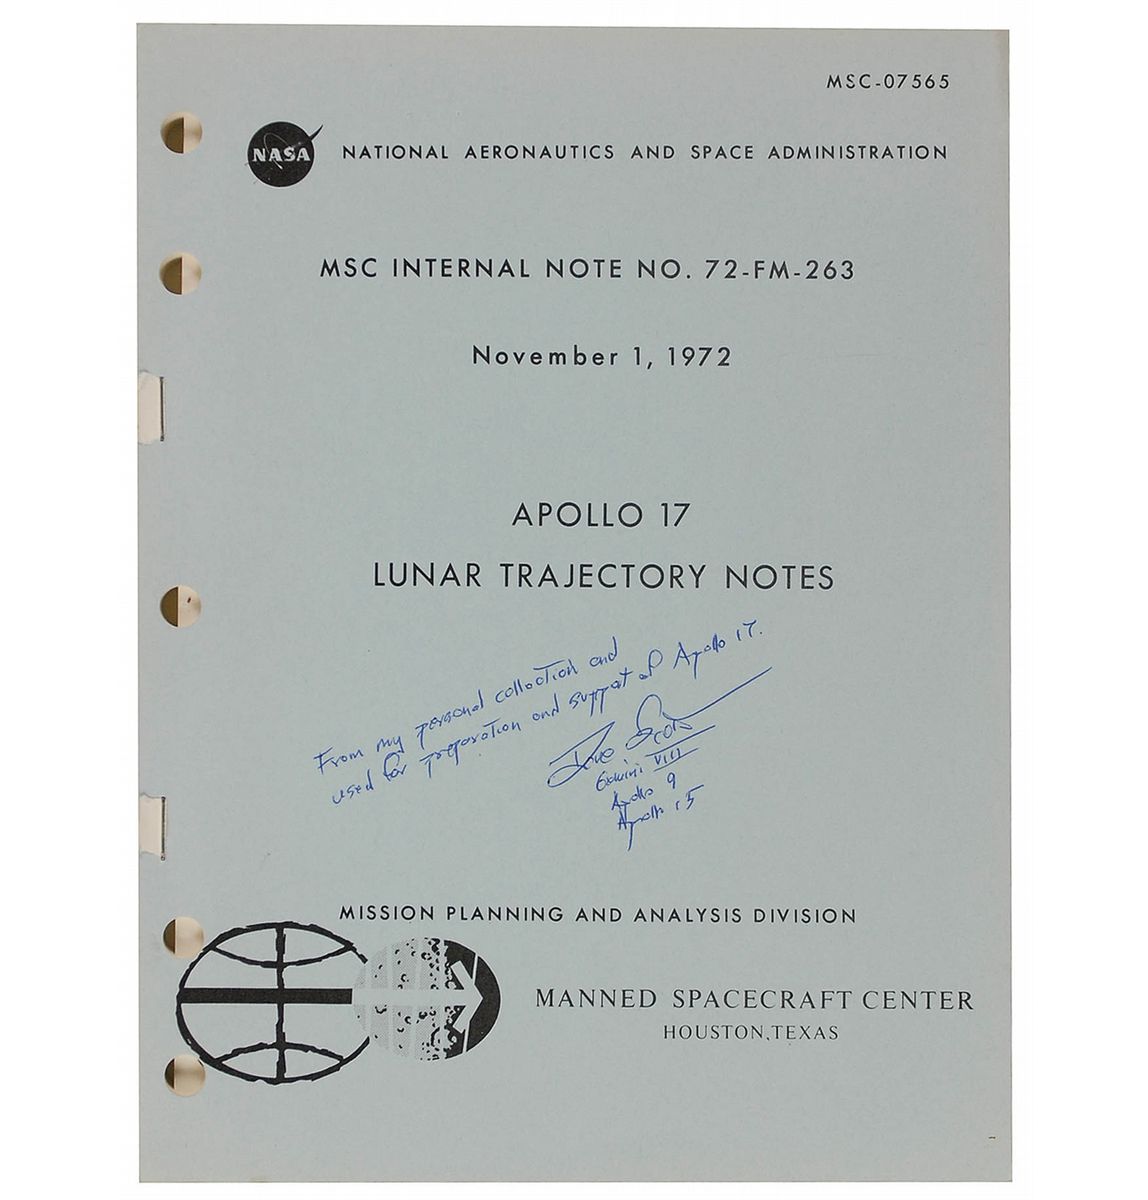 MSC-07565
NASA
NATIONAL AERONAUTICS AND SPACE ADMINISTRATION
MSC INTERNAL NOTE NO. 72-FM-263
November 1, 1972
APOLLO 17
LUNAR TRAJECTORY NOTES
From my personal collection and
used for preparation and support of Apollo 17.
Dave Scott
Gemini VIII
Apollo 9
Apollo 15
MISSION PLANNING AND ANALYSIS DIVISION
MANNED SPACECRAFT CENTER
HOUSTON, TEXAS